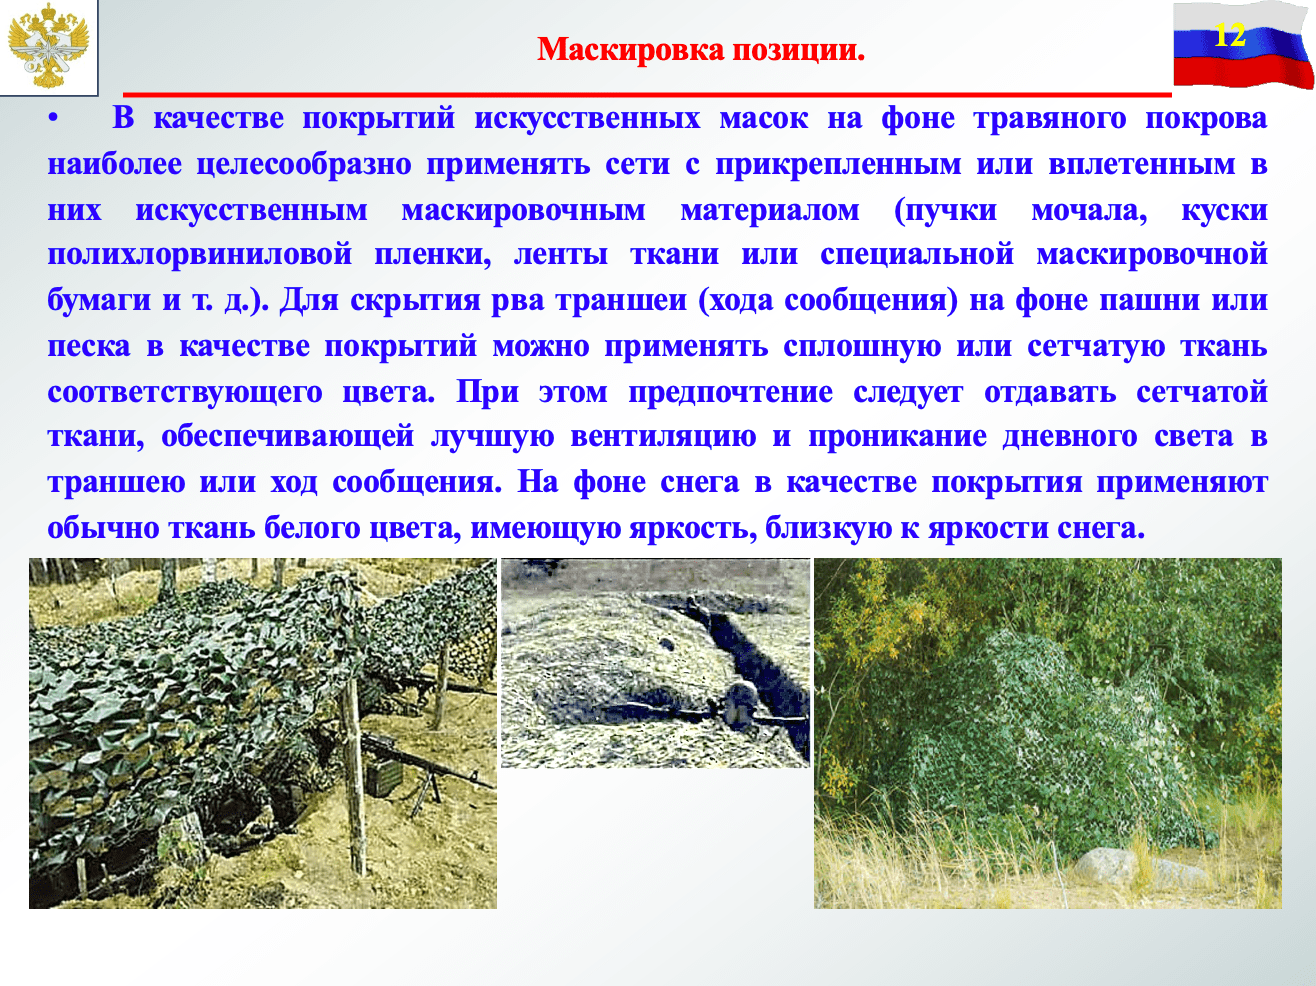 Маскировка позиции.
12
• В качестве покрытий искусственных масок на фоне травяного покрова
наиболее целесообразно применять сети с прикрепленным или вплетенным в
них искусственным маскировочным материалом (пучки мочала, куски
полихлорвиниловой пленки, ленты ткани или специальной маскировочной
бумаги и т. д.). Для скрытия рва траншеи (хода сообщения) на фоне пашни или
песка в качестве покрытий можно применять сплошную или сетчатую ткань
соответствующего цвета. При этом предпочтение следует отдавать сетчатой
ткани, обеспечивающей лучшую вентиляцию и проникание дневного света в
траншею или ход сообщения. На фоне снега в качестве покрытия применяют
обычно ткань белого цвета, имеющую яркость, близкую к яркости снега.